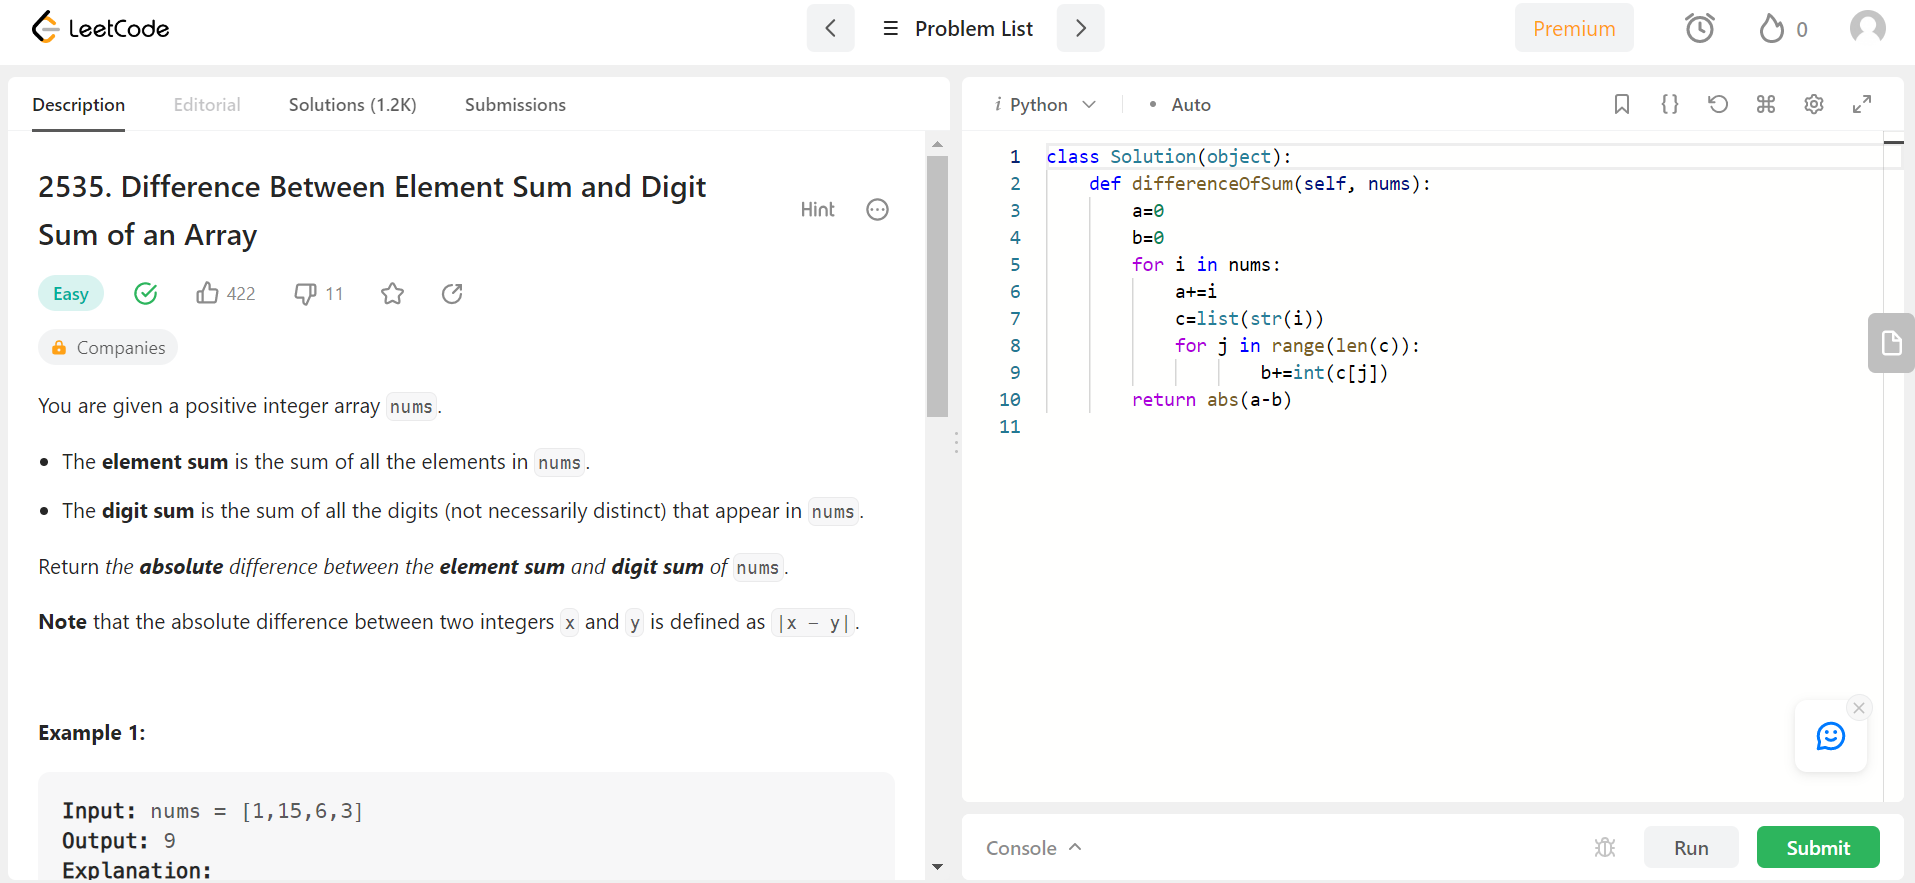 LeetCode
Problem List
Premium
0
Description Editorial Solutions (1.2K) Submissions
2535. Difference Between Element Sum and Digit
Sum of an Array
Hint
Easy 422 11
Companies
You are given a positive integer array nums.
• The element sum is the sum of all the elements in nums.
• The digit sum is the sum of all the digits (not necessarily distinct) that appear in nums.
Return the absolute difference between the element sum and digit sum of nums.
Note that the absolute difference between two integers x and y is defined as |x - y|.
Example 1:
Input: nums = [1,15,6,3]
Output: 9
Explanation:
i Python • Auto
1 class Solution(object):
2 def differenceOfSum(self, nums):
3 a=0
4 b=0
5 for i in nums:
6 a+=i
7 c=list(str(i))
8 for j in range(len(c)):
9 b+=int(c[j])
10 return abs(a-b)
11
Console
Run
Submit